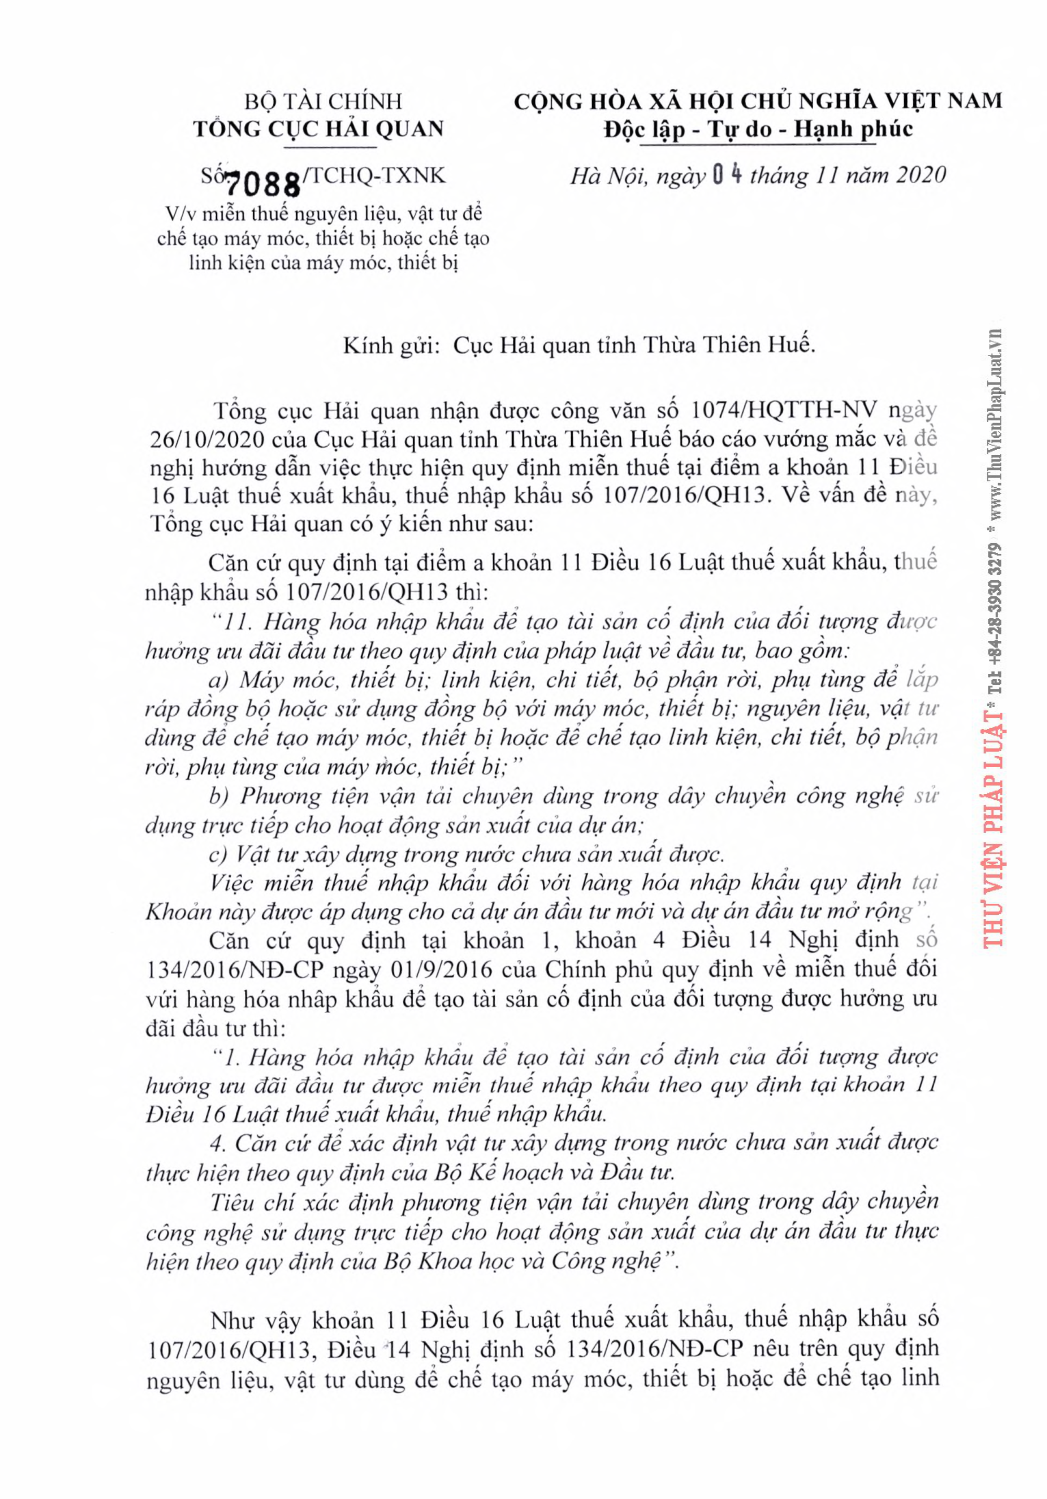 BỘ TÀI CHÍNH
TỔNG CỤC HẢI QUAN
CỘNG HÒA XÃ HỘI CHỦ NGHĨA VIỆT NAM
Độc lập - Tự do - Hạnh phúc
Số 7088/TCHQ-TXNK
Hà Nội, ngày 04 tháng 11 năm 2020
V/v miễn thuế nguyên liệu, vật tư để
chế tạo máy móc, thiết bị hoặc chế tạo
linh kiện của máy móc, thiết bị
Kính gửi: Cục Hải quan tỉnh Thừa Thiên Huế.
Tổng cục Hải quan nhận được công văn số 1074/HQTTH-NV ngày
26/10/2020 của Cục Hải quan tỉnh Thừa Thiên Huế báo cáo vướng mắc và đề
nghị hướng dẫn việc thực hiện quy định miễn thuế tại điểm a khoản 11 Điều
16 Luật thuế xuất khẩu, thuế nhập khẩu số 107/2016/QH13. Về vấn đề này,
Tổng cục Hải quan có ý kiến như sau:
Căn cứ quy định tại điểm a khoản 11 Điều 16 Luật thuế xuất khẩu, thuế
nhập khẩu số 107/2016/QH13 thì:
“11. Hàng hóa nhập khẩu để tạo tài sản cố định của đối tượng được
hưởng ưu đãi đầu tư theo quy định của pháp luật về đầu tư, bao gồm:
a) Máy móc, thiết bị; linh kiện, chi tiết, bộ phận rời, phụ tùng để lắp
ráp đồng bộ hoặc sử dụng đồng bộ với máy móc, thiết bị; nguyên liệu, vật tư
dùng để chế tạo máy móc, thiết bị hoặc để chế tạo linh kiện, chi tiết, bộ phận
rời, phụ tùng của máy móc, thiết bị;”
b) Phương tiện vận tải chuyên dùng trong dây chuyền công nghệ sử
dụng trực tiếp cho hoạt động sản xuất của dự án;
c) Vật tư xây dựng trong nước chưa sản xuất được.
Việc miễn thuế nhập khẩu đối với hàng hóa nhập khẩu quy định tại
Khoản này được áp dụng cho cả dự án đầu tư mới và dự án đầu tư mở rộng”.
Căn cứ quy định tại khoản 1, khoản 4 Điều 14 Nghị định số
134/2016/NĐ-CP ngày 01/9/2016 của Chính phủ quy định về miễn thuế đối
vứi hàng hóa nhâp khẩu để tạo tài sản cố định của đối tượng được hưởng ưu
đãi đầu tư thì:
“1. Hàng hóa nhập khẩu để tạo tài sản cố định của đối tượng được
hưởng ưu đãi đầu tư được miễn thuế nhập khẩu theo quy định tại khoản 11
Điều 16 Luật thuế xuất khẩu, thuế nhập khẩu.
4. Căn cứ để xác định vật tư xây dựng trong nước chưa sản xuất được
thực hiện theo quy định của Bộ Kế hoạch và Đầu tư.
Tiêu chí xác định phương tiện vận tải chuyên dùng trong dây chuyền
công nghệ sử dụng trực tiếp cho hoạt động sản xuất của dự án đầu tư thực
hiện theo quy định của Bộ Khoa học và Công nghệ”.
Như vậy khoản 11 Điều 16 Luật thuế xuất khẩu, thuế nhập khẩu số
107/2016/QH13, Điều 14 Nghị định số 134/2016/NĐ-CP nêu trên quy định
nguyên liệu, vật tư dùng để chế tạo máy móc, thiết bị hoặc để chế tạo linh
THƯ VIỆN PHÁP LUẬT * Tel: +84-28-3930 3279 * www.ThuVienPhapLuat.vn